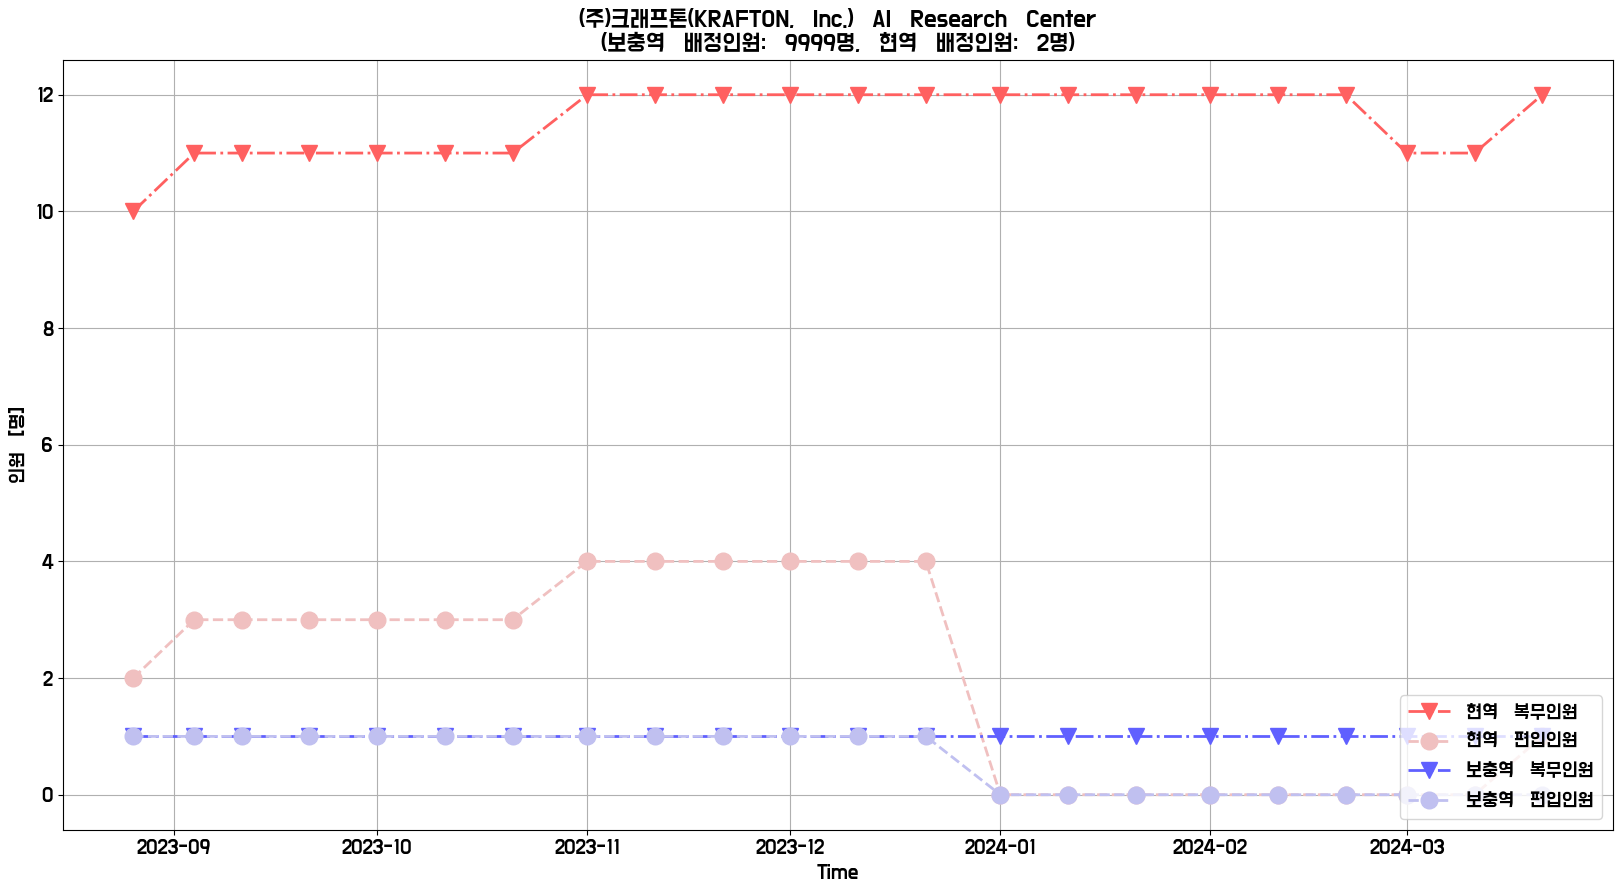 (주)크래프톤(KRAFTON, Inc.) AI Research Center
(보충역 배정인원: 9999명, 현역 배정인원: 2명)
12
10
8
6
4
2
0
인원 [명]
2023-09 2023-10 2023-11 2023-12 2024-01 2024-02 2024-03
Time
현역 복무인원
현역 편입인원
보충역 복무인원
보충역 편입인원